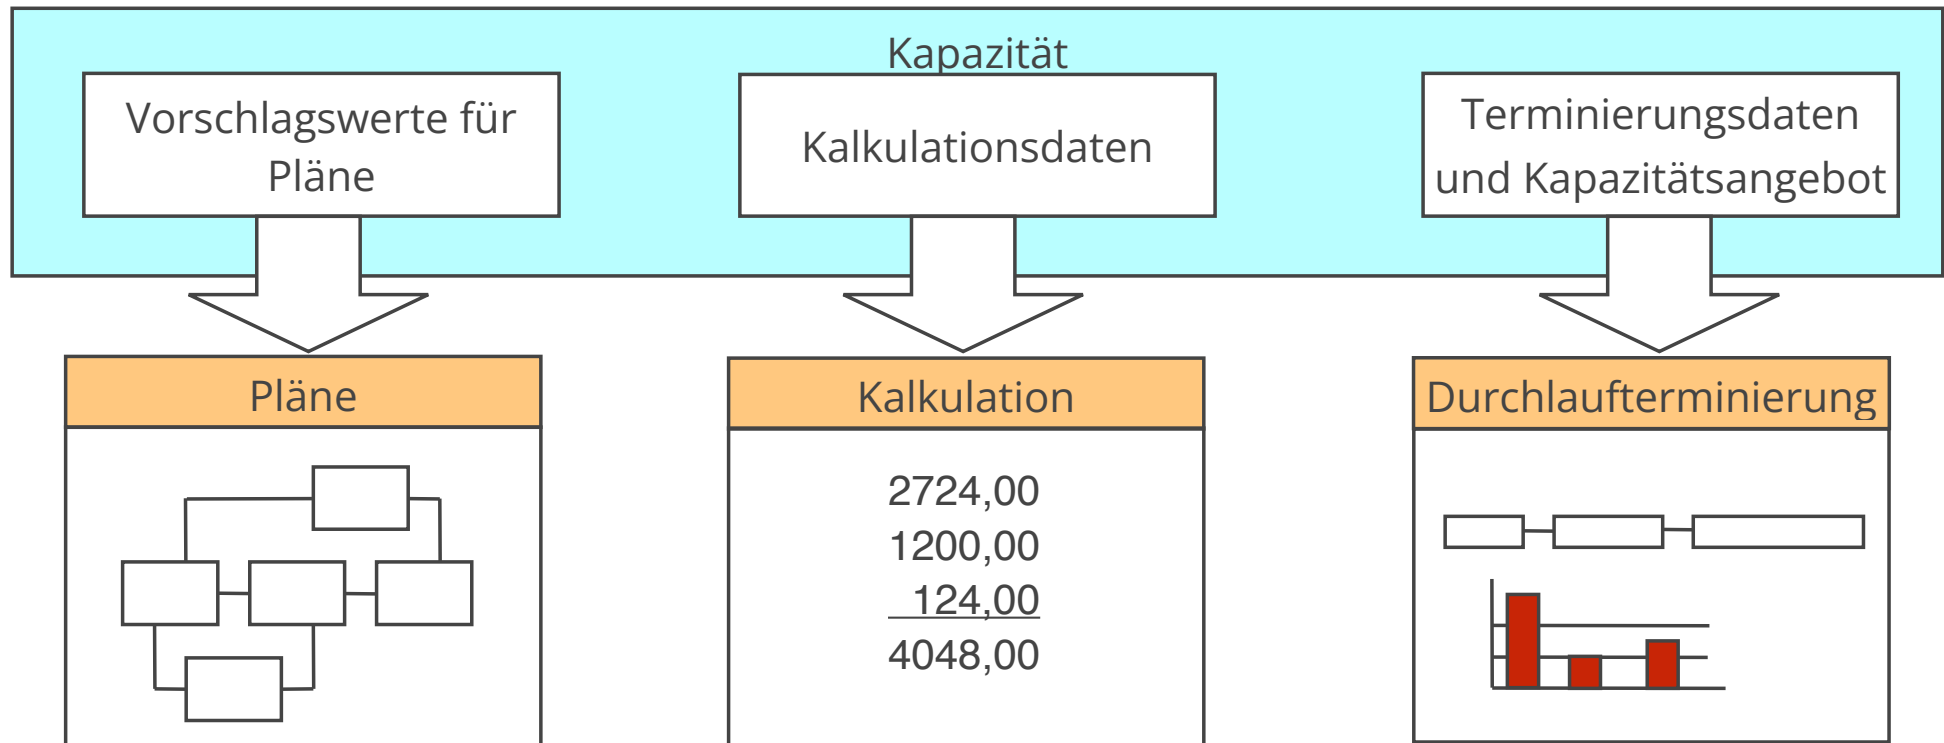 Kapazität
Vorschlagswerte für
Pläne
Kalkulationsdaten
Terminierungsdaten
und Kapazitätsangebot
Pläne
Kalkulation
2724,00
1200,00
124,00
4048,00
Durchlaufterminierung